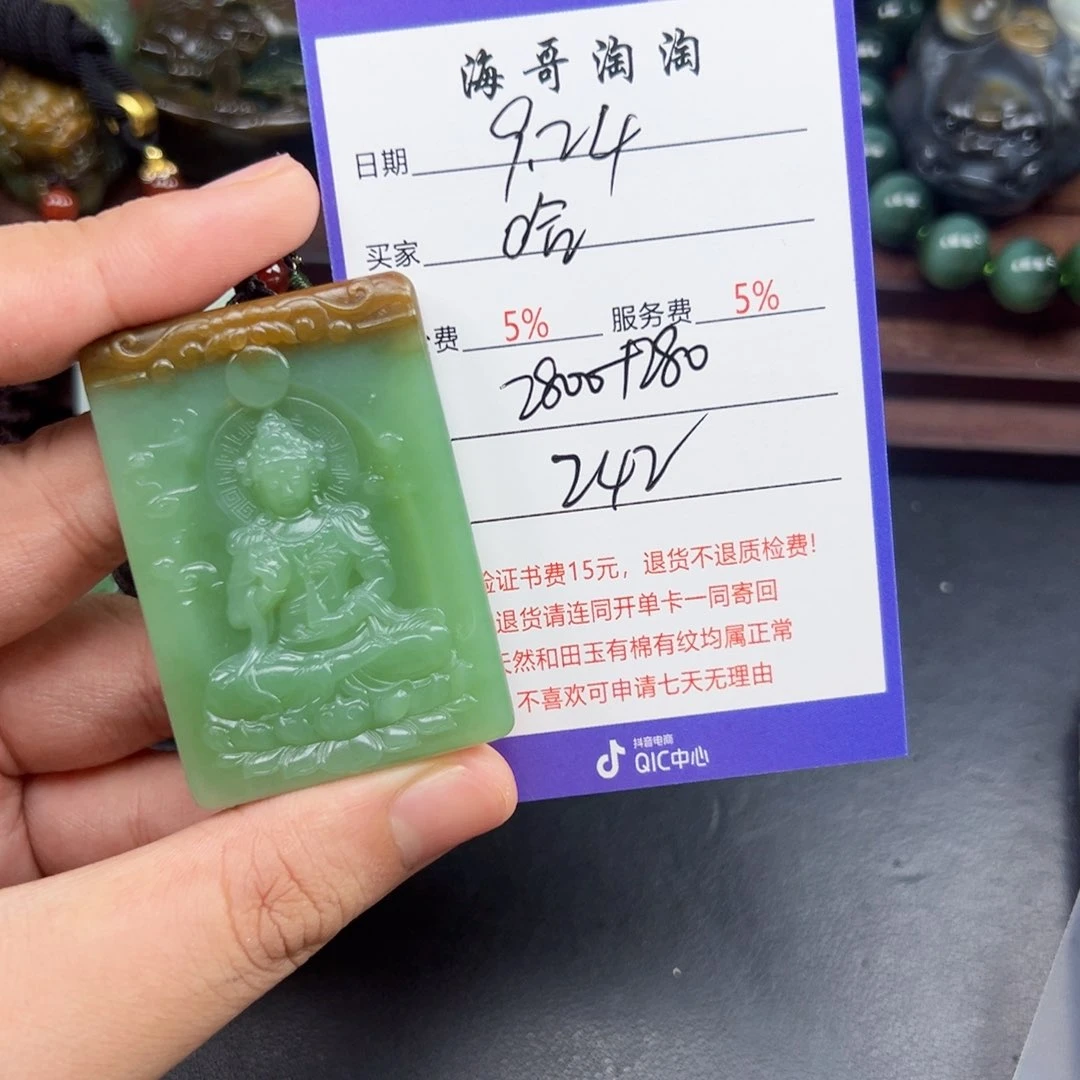 海哥淘淘
日期 9.24
买家 哈
费 5% 服务费 5%
2800+280
242
验证书费15元，退货不退质检费！
退货请连同开单卡一同寄回
天然和田玉有棉有纹均属正常
不喜欢可申请七天无理由
抖音电商
QIC中心